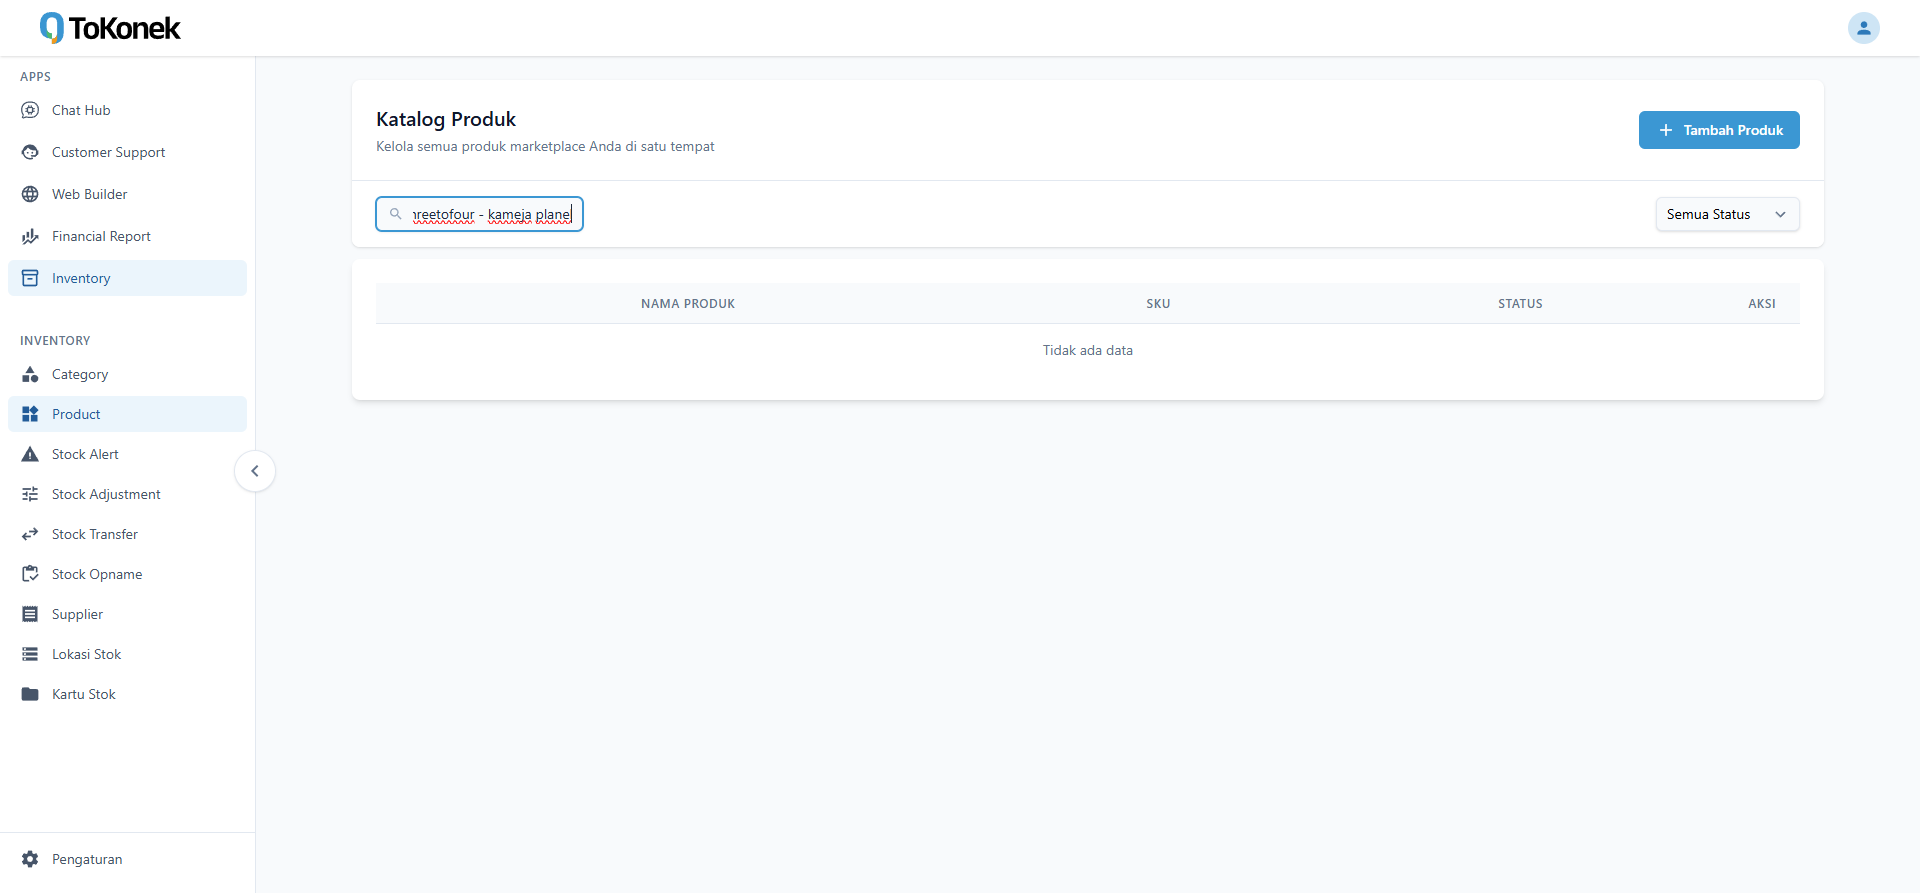 ToKonek
APPS
Chat Hub
Customer Support
Web Builder
Financial Report
Inventory
INVENTORY
Category
Product
Stock Alert
Stock Adjustment
Stock Transfer
Stock Opname
Supplier
Lokasi Stok
Kartu Stok
Pengaturan
Katalog Produk
Kelola semua produk marketplace Anda di satu tempat
Tambah Produk
reetofour - kameja planel
Semua Status
NAMA PRODUK SKU STATUS AKSI
Tidak ada data